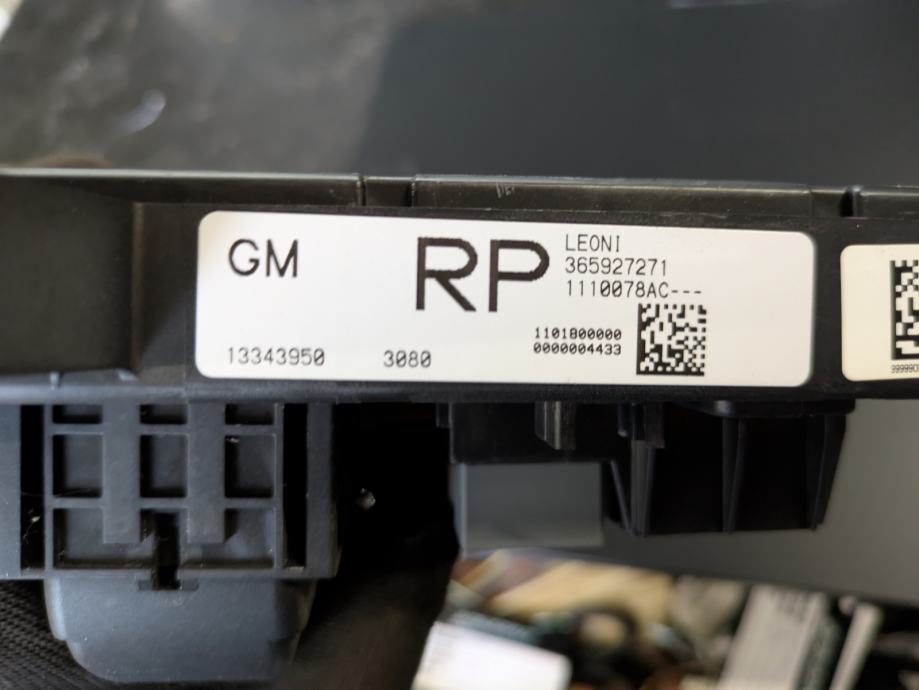 GM
RP
LEONI
365927271
1110078AC---
1101800000
0000004433
13343950 3080